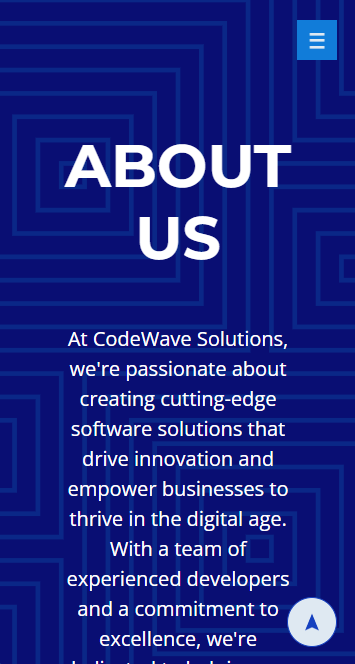 ABOUT
US
At CodeWave Solutions,
we're passionate about
creating cutting-edge
software solutions that
drive innovation and
empower businesses to
thrive in the digital age.
With a team of
experienced developers
and a commitment to
excellence, we're